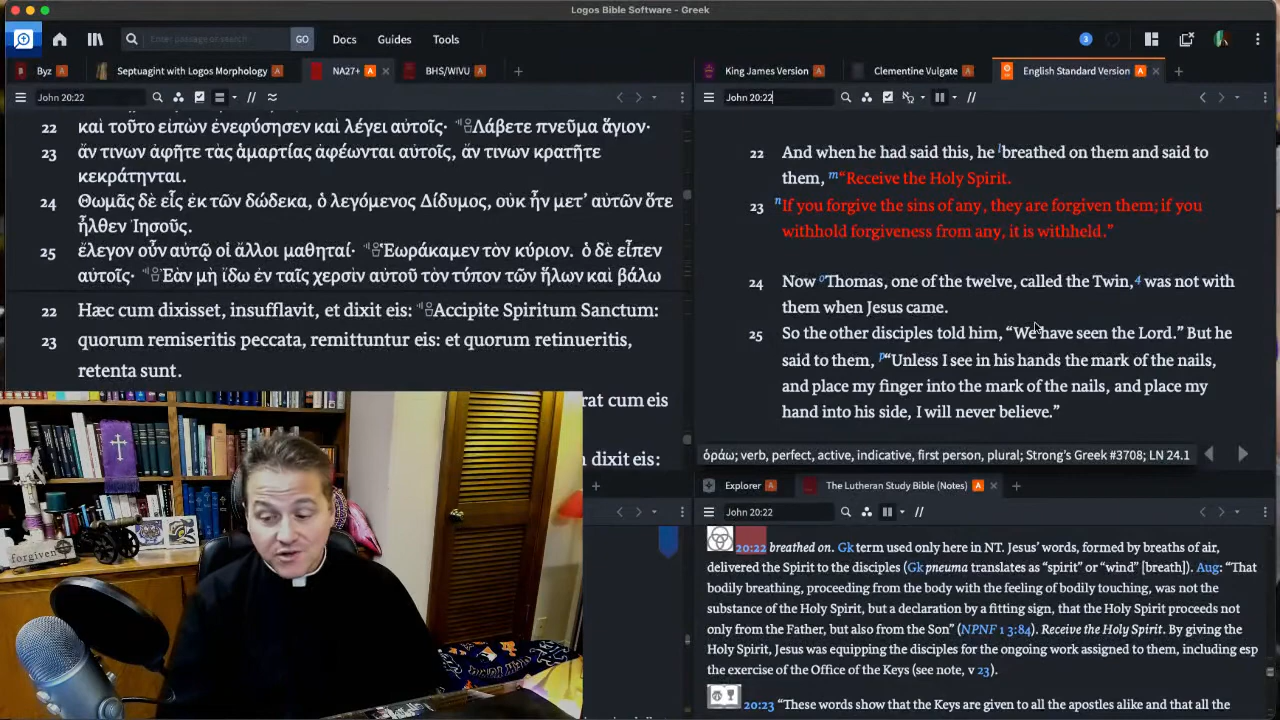 Logos Bible Software - Greek
Enter passage or search
GO
Docs
Guides
Tools
3
Byz A
Septuagint with Logos Morphology A
NA27+ A
BHS/WIVU A
John 20:22
22 καὶ τοῦτο εἰπὼν ἐνεφύσησεν καὶ λέγει αὐτοῖς· Λάβετε πνεῦμα ἅγιον·
23 ἄν τινων ἀφῆτε τὰς ἁμαρτίας ἀφέωνται αὐτοῖς, ἄν τινων κρατῆτε
κεκράτηνται.
24 Θωμᾶς δὲ εἷς ἐκ τῶν δώδεκα, ὁ λεγόμενος Δίδυμος, οὐκ ἦν μετ’ αὐτῶν ὅτε
ἦλθεν Ἰησοῦς.
25 ἔλεγον οὖν αὐτῷ οἱ ἄλλοι μαθηταί· Ἑωράκαμεν τὸν κύριον. ὁ δὲ εἶπεν
αὐτοῖς· Ἐὰν μὴ ἴδω ἐν ταῖς χερσὶν αὐτοῦ τὸν τύπον τῶν ἥλων καὶ βάλω
22 Hæc cum dixisset, insufflavit, et dixit eis: Accipite Spiritum Sanctum:
23 quorum remiseritis peccata, remittuntur eis: et quorum retinueritis,
retenta sunt.
rat cum eis
dixit eis:
forgiven
King James Version A
Clementine Vulgate A
English Standard Version A
John 20:22
22 And when he had said this, he l breathed on them and said to
them, m “Receive the Holy Spirit.
23 n If you forgive the sins of any, they are forgiven them; if you
withhold forgiveness from any, it is withheld.”
24 Now o Thomas, one of the twelve, called the Twin, 4 was not with
them when Jesus came.
25 So the other disciples told him, “We have seen the Lord.” But he
said to them, p “Unless I see in his hands the mark of the nails,
and place my finger into the mark of the nails, and place my
hand into his side, I will never believe.”
ὁράω; verb, perfect, active, indicative, first person, plural; Strong’s Greek #3708; LN 24.1
Explorer A
The Lutheran Study Bible (Notes) A
John 20:22
20:22 breathed on. Gk term used only here in NT. Jesus’ words, formed by breaths of air,
delivered the Spirit to the disciples (Gk pneuma translates as “spirit” or “wind” [breath]). Aug: “That
bodily breathing, proceeding from the body with the feeling of bodily touching, was not the
substance of the Holy Spirit, but a declaration by a fitting sign, that the Holy Spirit proceeds not
only from the Father, but also from the Son” (NPNF 1 3:84). Receive the Holy Spirit. By giving the
Holy Spirit, Jesus was equipping the disciples for the ongoing work assigned to them, including esp
the exercise of the Office of the Keys (see note, v 23).
20:23 “These words show that the Keys are given to all the apostles alike and that all the